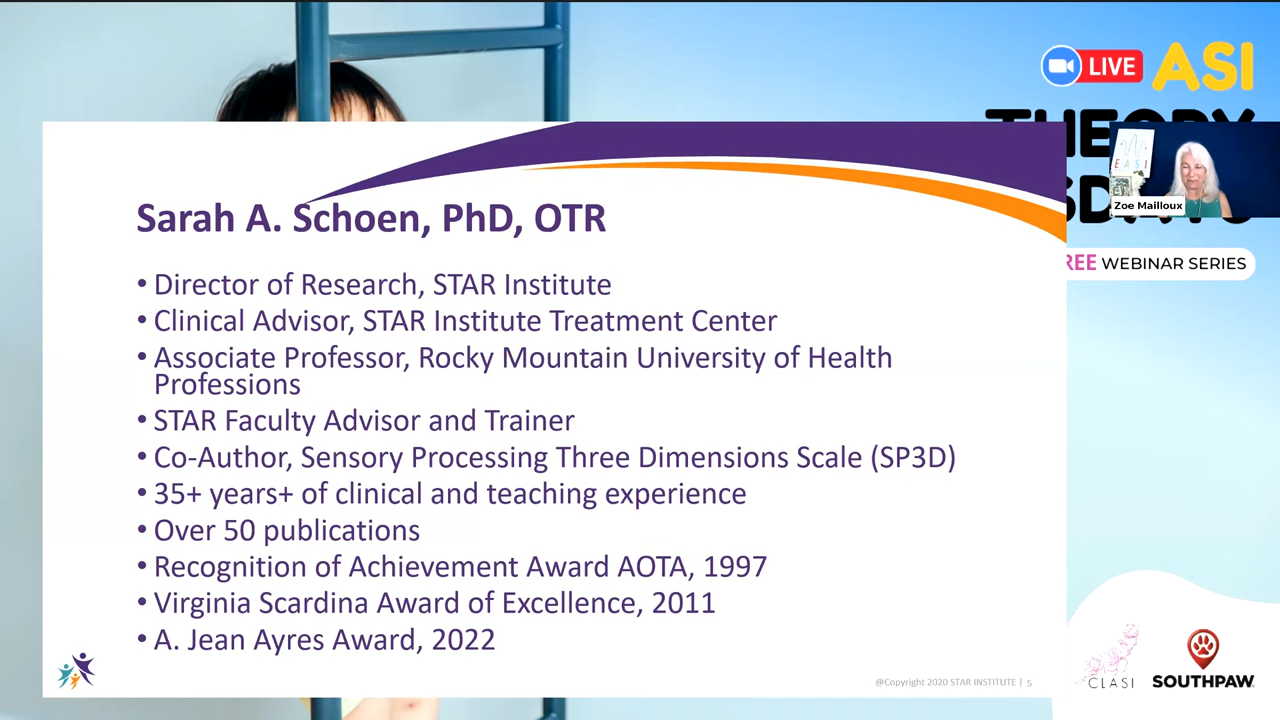 LIVE ASI
THEORY
EASI
Zoe Mailloux
FREE WEBINAR SERIES
Sarah A. Schoen, PhD, OTR
• Director of Research, STAR Institute
• Clinical Advisor, STAR Institute Treatment Center
• Associate Professor, Rocky Mountain University of Health
Professions
• STAR Faculty Advisor and Trainer
• Co-Author, Sensory Processing Three Dimensions Scale (SP3D)
• 35+ years+ of clinical and teaching experience
• Over 50 publications
• Recognition of Achievement Award AOTA, 1997
• Virginia Scardina Award of Excellence, 2011
• A. Jean Ayres Award, 2022
@Copyright 2020 STAR INSTITUTE | 5
CLASI
SOUTHPAW